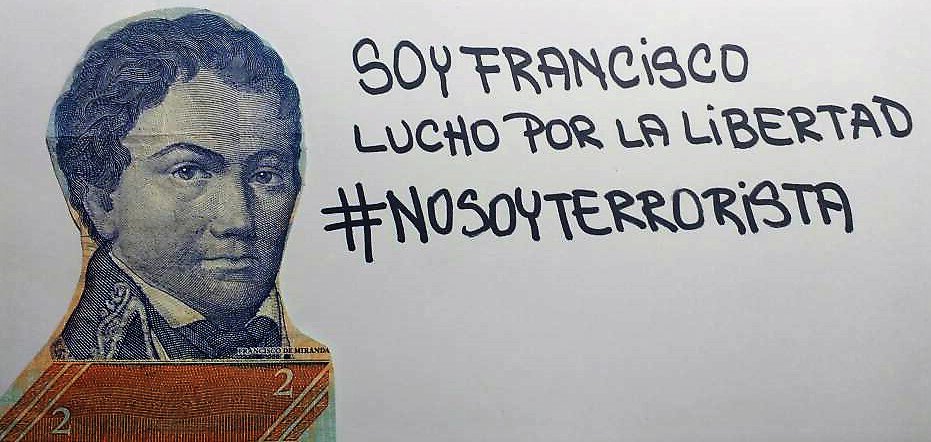 SOY FRANCISCO
LUCHO POR LA LIBERTAD
#NOSOYTERRORISTA
FRANCISCO DE MIRANDA
2
2